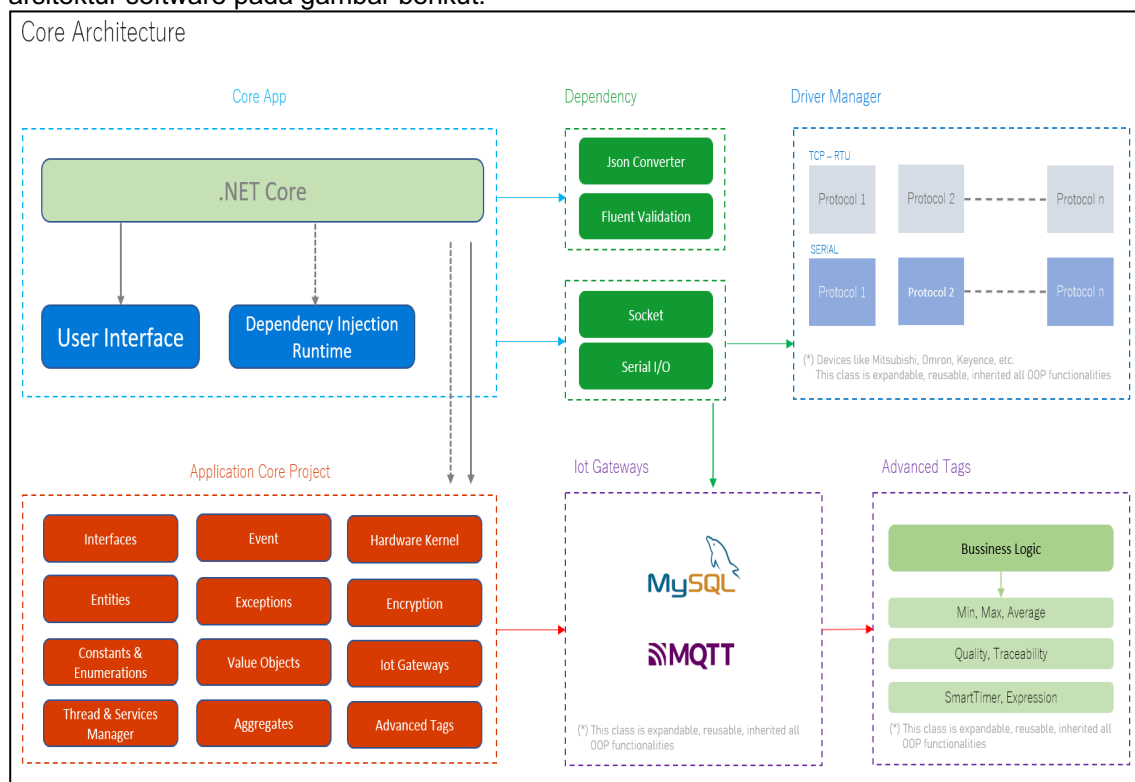 arsitektur software pada gambar berikut:
Core Architecture
Core App
.NET Core
User Interface
Dependency Injection
Runtime
Dependency
Json Converter
Fluent Validation
Socket
Serial I/O
Driver Manager
TCP – RTU
Protocol 1
Protocol 2
Protocol n
SERIAL
Protocol 1
Protocol 2
Protocol n
(*) Devices like Mitsubishi, Omron, Keyence, etc.
This class is expandable, reusable, inherited all OOP functionalities
Application Core Project
Interfaces
Event
Hardware Kernel
Entities
Exceptions
Encryption
Constants &
Enumerations
Value Objects
Iot Gateways
Thread & Services
Manager
Aggregates
Advanced Tags
Iot Gateways
MySQL
MQTT
(*) This class is expandable, reusable, inherited all
OOP functionalities
Advanced Tags
Bussiness Logic
Min, Max, Average
Quality, Traceability
SmartTimer, Expression
(*) This class is expandable, reusable, inherited all
OOP functionalities